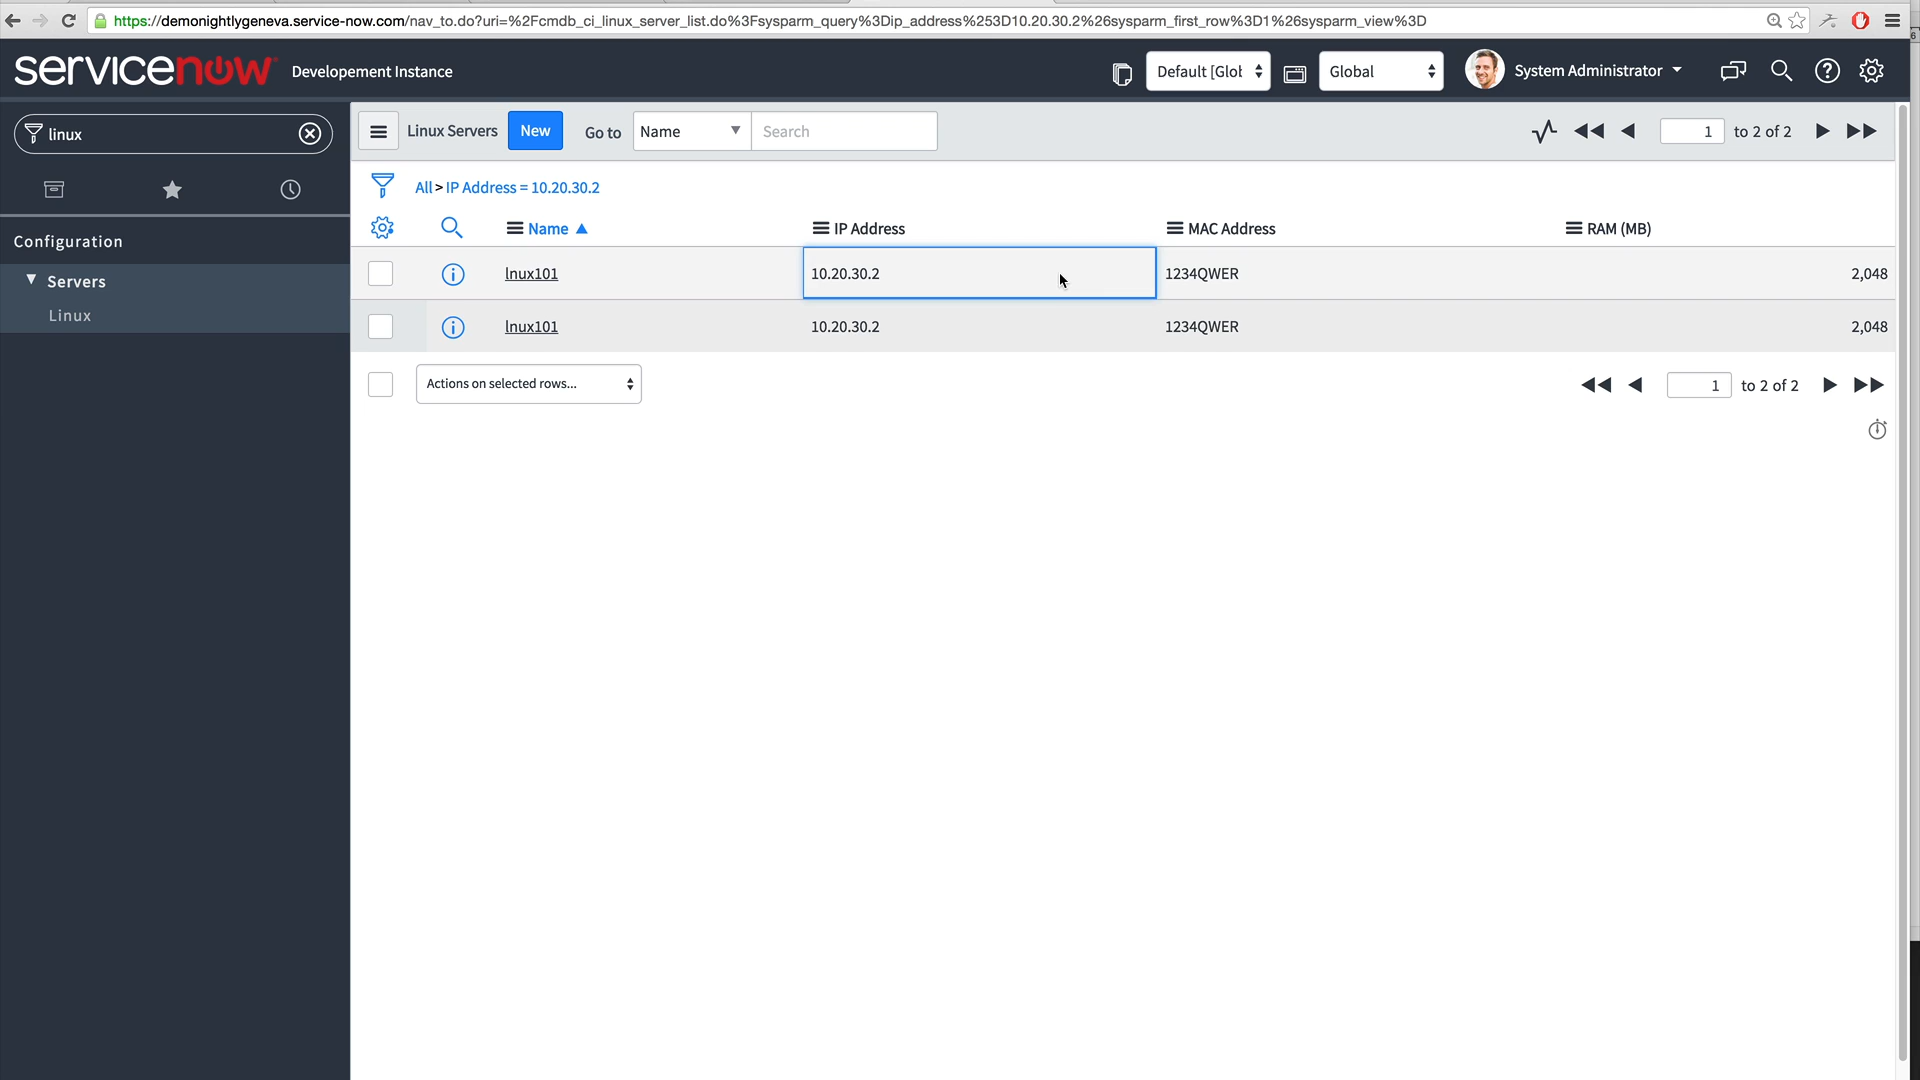 https://demonightlygeneva.service-now.com/nav_to.do?uri=%2Fcmdb_ci_linux_server_list.do%3Fsysparm_query%3Dip_address%253D10.20.30.2%26sysparm_first_row%3D1%26sysparm_view%3D
servicenow Developement Instance Default [Glob Global System Administrator
linux
Linux Servers New Go to Name Search 1 to 2 of 2
All > IP Address = 10.20.30.2
Name IP Address MAC Address RAM (MB)
Configuration
Servers
Linux
lnux101 10.20.30.2 1234QWER 2,048
lnux101 10.20.30.2 1234QWER 2,048
Actions on selected rows... 1 to 2 of 2